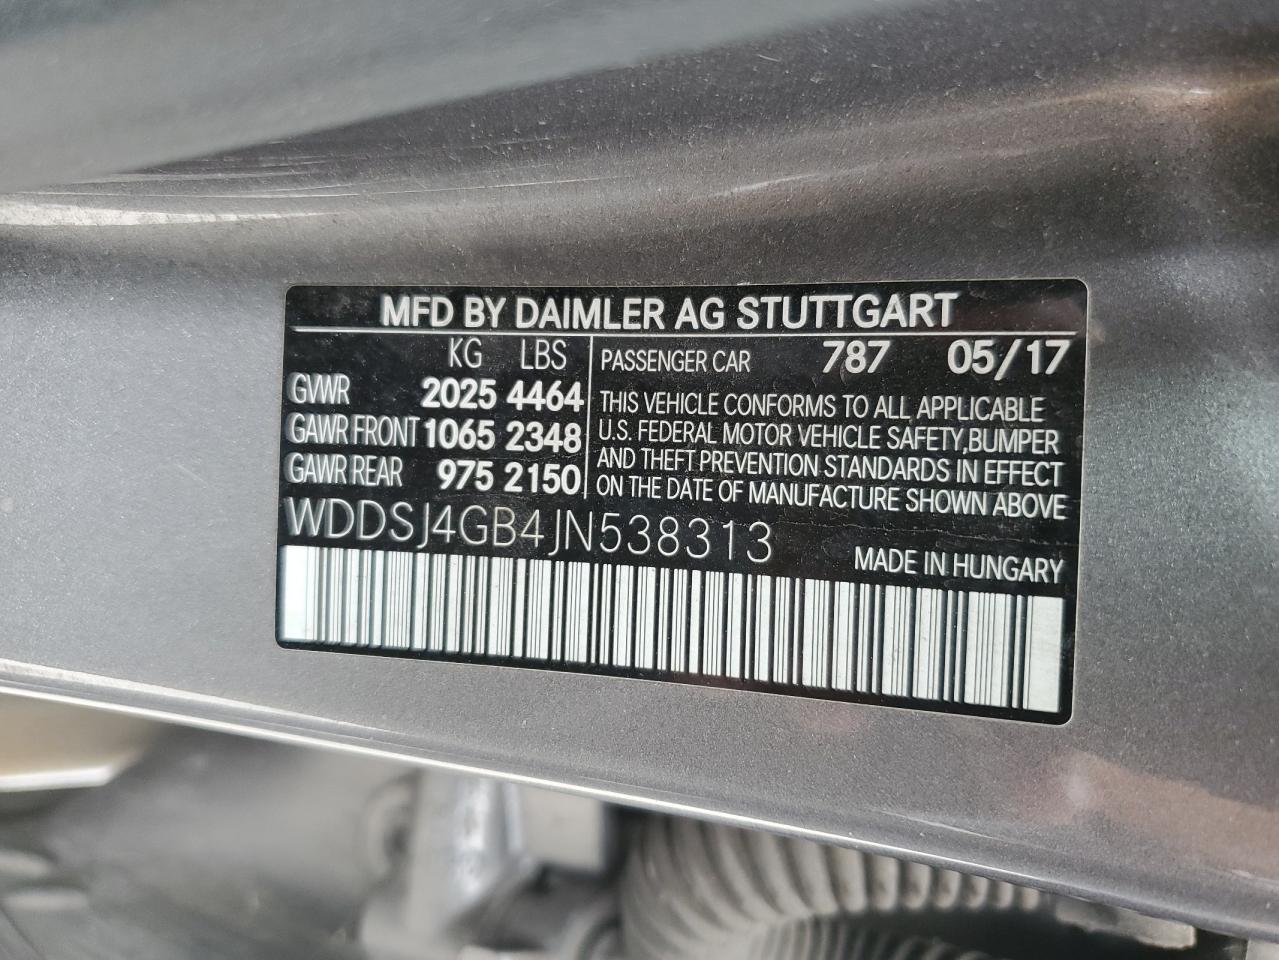 MFD BY DAIMLER AG STUTTGART
KG LBS
GVWR 2025 4464
GAWR FRONT 1065 2348
GAWR REAR 975 2150
PASSENGER CAR 787 05/17
THIS VEHICLE CONFORMS TO ALL APPLICABLE
U.S. FEDERAL MOTOR VEHICLE SAFETY, BUMPER
AND THEFT PREVENTION STANDARDS IN EFFECT
ON THE DATE OF MANUFACTURE SHOWN ABOVE
WDDSJ4GB4JN538313
MADE IN HUNGARY